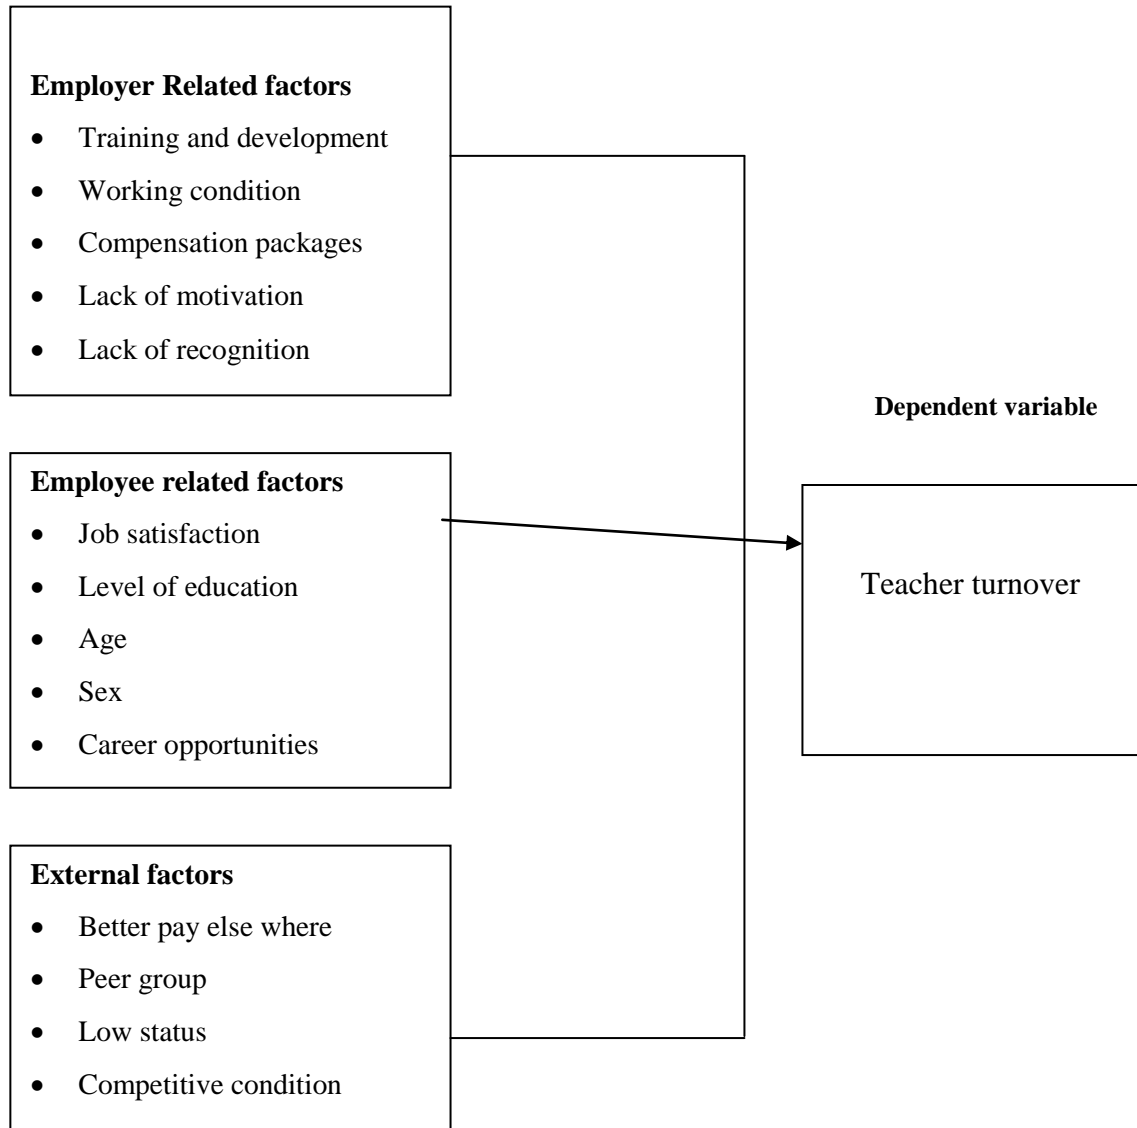 Employer Related factors
• Training and development
• Working condition
• Compensation packages
• Lack of motivation
• Lack of recognition
Dependent variable
Employee related factors
• Job satisfaction
• Level of education
• Age
• Sex
• Career opportunities
Teacher turnover
External factors
• Better pay else where
• Peer group
• Low status
• Competitive condition